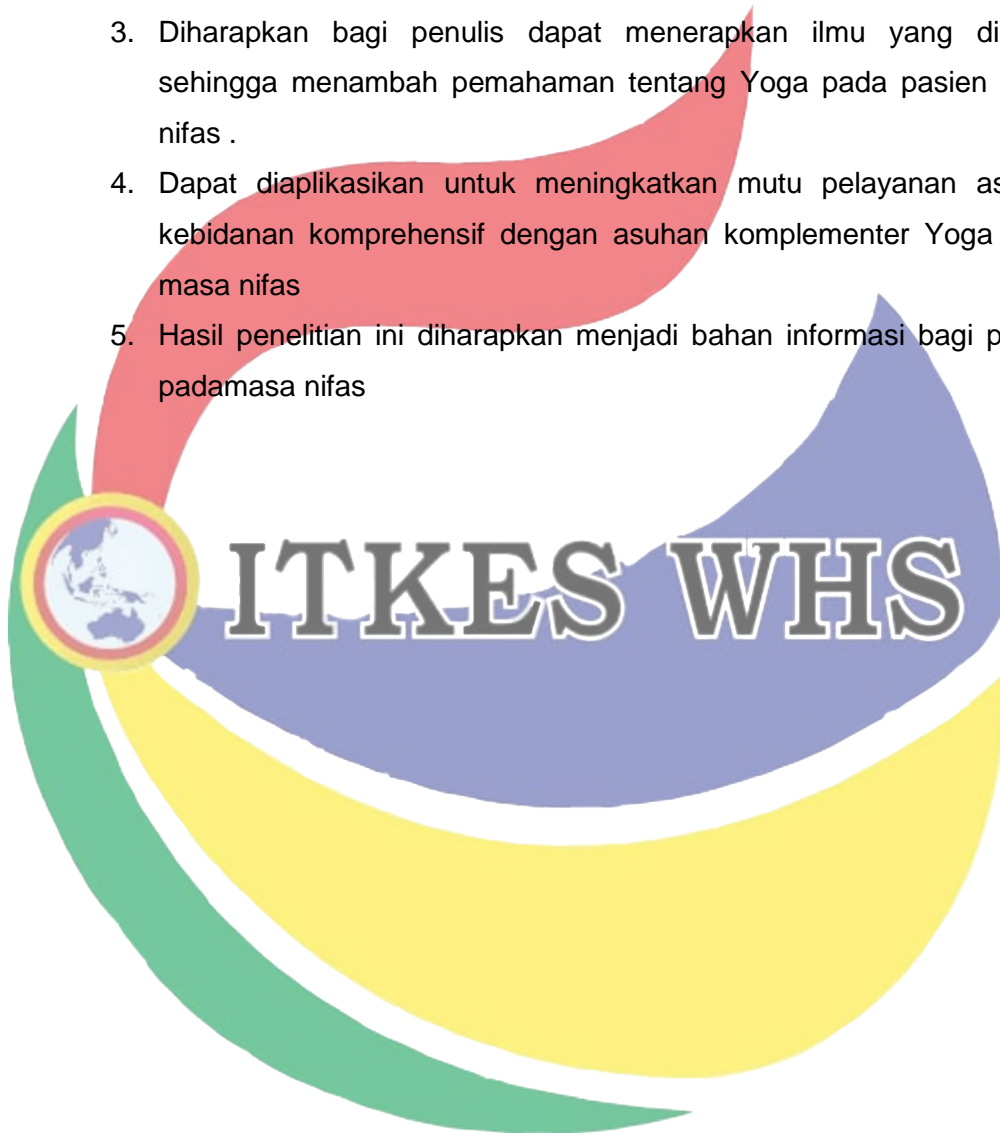 3. Diharapkan bagi penulis dapat menerapkan ilmu yang
sehingga menambah pemahaman tentang Yoga pada pasien
nifas .
4. Dapat diaplikasikan untuk meningkatkan mutu pelayanan
kebidanan komprehensif dengan asuhan komplementer Yoga
masa nifas
5. Hasil penelitian ini diharapkan menjadi bahan informasi bagi
padamasa nifas
ITKES WHS